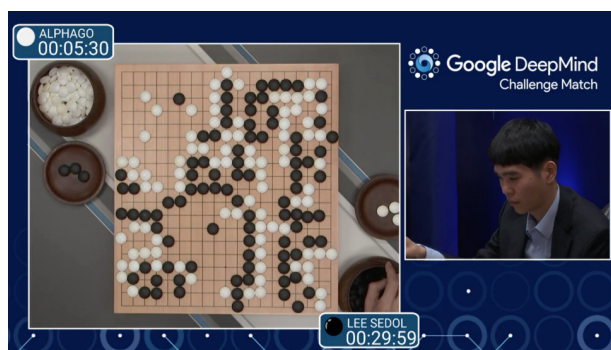 ALPHAGO
00:05:30
Google DeepMind
Challenge Match
LEE SEDOL
00:29:59